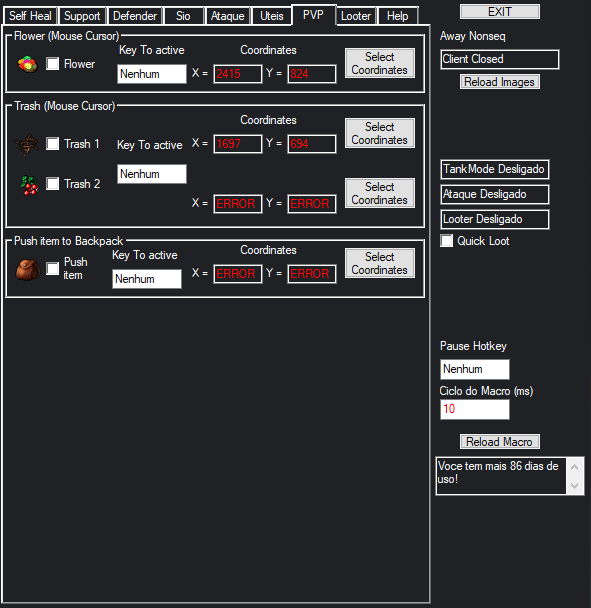 Self Heal Support Defender Sio Ataque Uteis PVP Looter Help
Flower (Mouse Cursor)
Key To active Coordinates
Flower Nenhum X = 2415 Y = 824 Select Coordinates
Trash (Mouse Cursor)
Coordinates
Trash 1 Key To active X = 1697 Y = 694 Select Coordinates
Trash 2 Nenhum X = ERROR Y = ERROR Select Coordinates
Push item to Backpack
Key To active Coordinates
Push item Nenhum X = ERROR Y = ERROR Select Coordinates
EXIT
Away Nonseq
Client Closed
Reload Images
TankMode Desligado
Ataque Desligado
Looter Desligado
Quick Loot
Pause Hotkey
Nenhum
Ciclo do Macro (ms)
10
Reload Macro
Voce tem mais 86 dias de
uso!